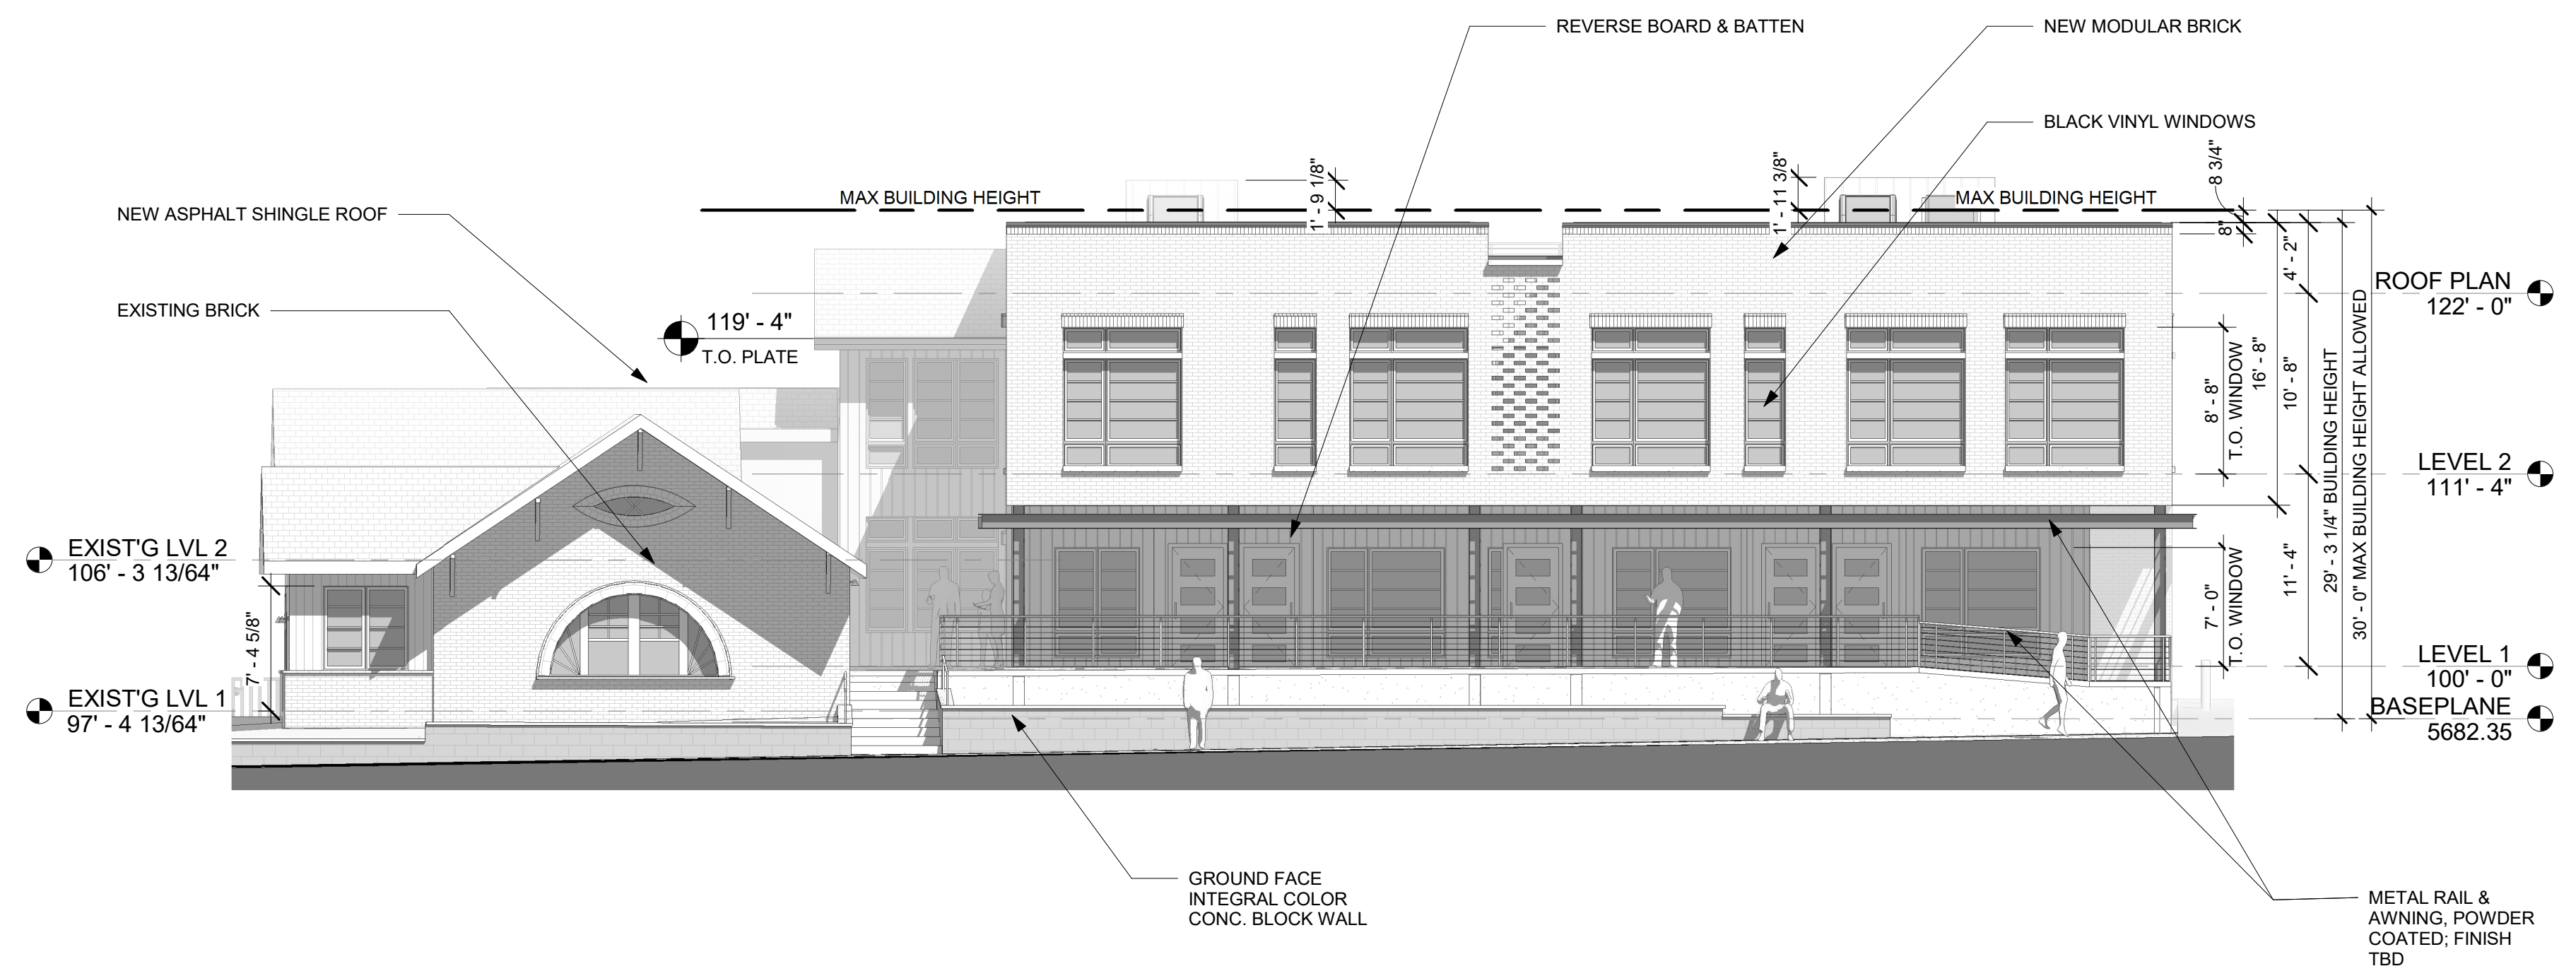 REVERSE BOARD & BATTEN
NEW MODULAR BRICK
BLACK VINYL WINDOWS
1' - 9 1/8"
1' - 11 3/8"
8 3/4"
MAX BUILDING HEIGHT
MAX BUILDING HEIGHT
NEW ASPHALT SHINGLE ROOF
8"
4' - 2"
ROOF PLAN
122' - 0"
EXISTING BRICK
119' - 4"
T.O. PLATE
8' - 8"
T.O. WINDOW
16' - 8"
10' - 8"
29' - 3 1/4" BUILDING HEIGHT
30' - 0" MAX BUILDING HEIGHT ALLOWED
LEVEL 2
111' - 4"
EXIST'G LVL 2
106' - 3 13/64"
7' - 0"
T.O. WINDOW
11' - 4"
7' - 4 5/8"
LEVEL 1
100' - 0"
EXIST'G LVL 1
97' - 4 13/64"
BASEPLANE
5682.35
GROUND FACE
INTEGRAL COLOR
CONC. BLOCK WALL
METAL RAIL &
AWNING, POWDER
COATED; FINISH
TBD